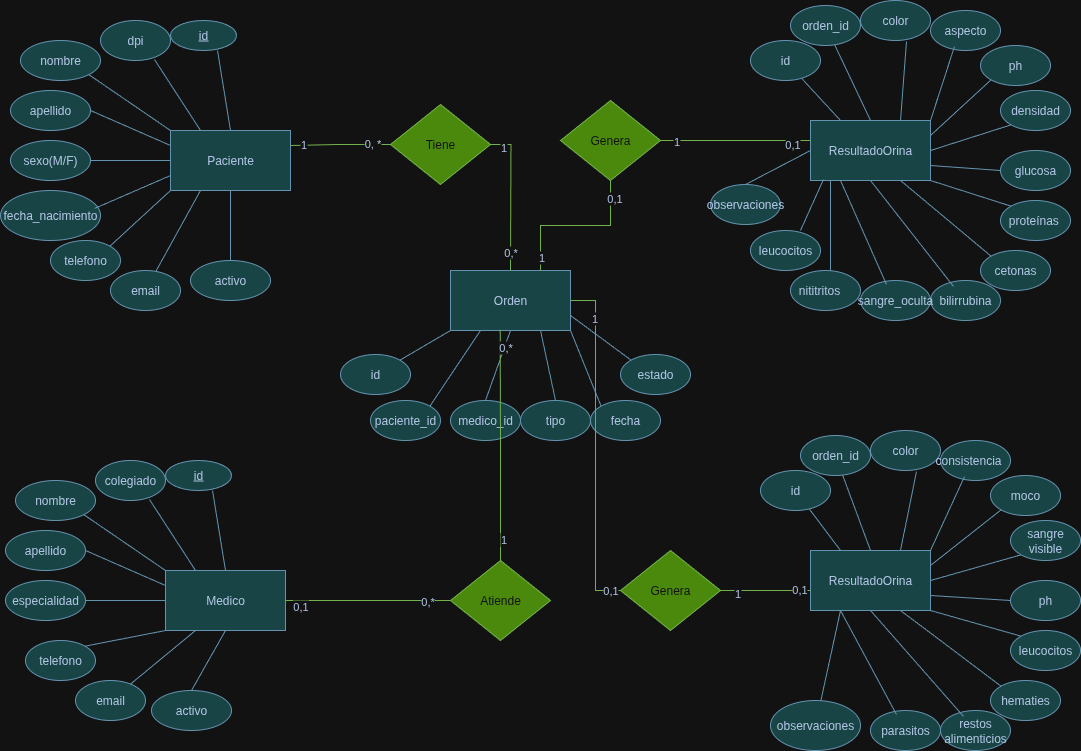 id
dpi
nombre
apellido
sexo(M/F)
fecha_nacimiento
telefono
email
activo
Paciente
1
0, *
Tiene
1
0,*
Genera
1
0,1
0,1
1
id
orden_id
color
aspecto
ph
densidad
glucosa
proteínas
cetonas
bilirrubina
sangre_oculta
nititritos
leucocitos
observaciones
ResultadoOrina
Orden
1
0,*
id
paciente_id
medico_id
tipo
fecha
estado
id
colegiado
nombre
apellido
especialidad
telefono
email
activo
Medico
0,1
0,*
Atiende
1
0,1
Genera
1
0,1
id
orden_id
color
consistencia
moco
sangre
visible
ph
leucocitos
hematies
restos
alimenticios
parasitos
observaciones
ResultadoOrina